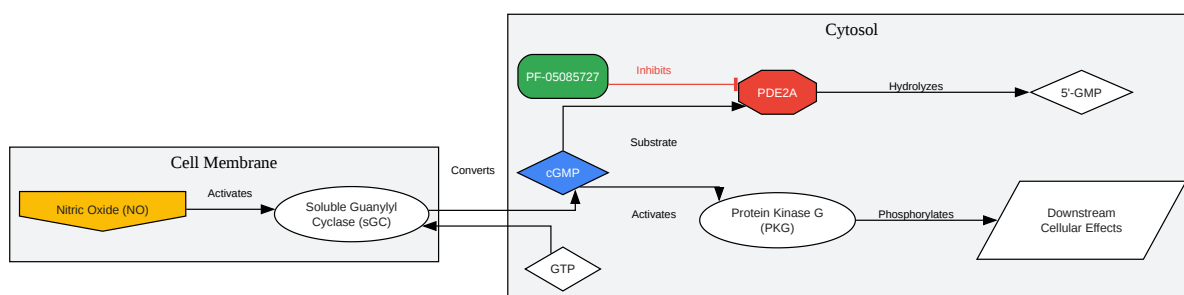 Cytosol
PF-05085727
Inhibits
PDE2A
Hydrolyzes
5'-GMP
Substrate
Cell Membrane
Converts
cGMP
Nitric Oxide (NO)
Activates
Soluble Guanylyl
Cyclase (sGC)
Activates
Protein Kinase G
(PKG)
Phosphorylates
Downstream
Cellular Effects
GTP